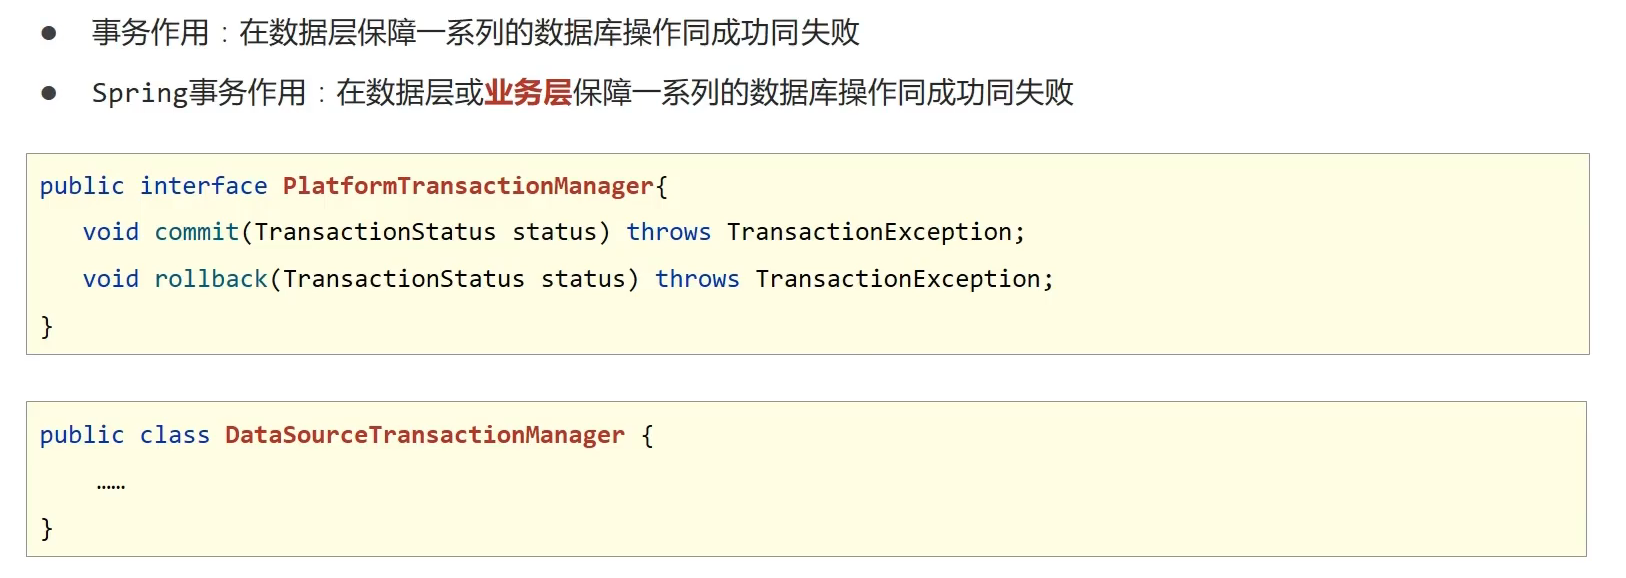 ● 事务作用：在数据层保障一系列的数据库操作同成功同失败
● Spring事务作用：在数据层或业务层保障一系列的数据库操作同成功同失败
public interface PlatformTransactionManager{
void commit(TransactionStatus status) throws TransactionException;
void rollback(TransactionStatus status) throws TransactionException;
}
public class DataSourceTransactionManager {
……
}